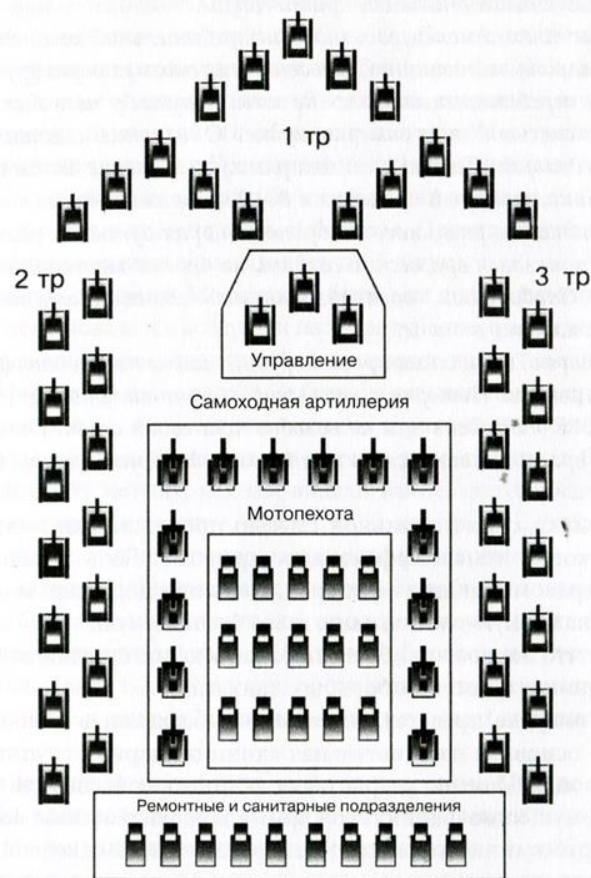 1 тр
2 тр
3 тр
Управление
Самоходная артиллерия
Мотопехота
Ремонтные и санитарные подразделения